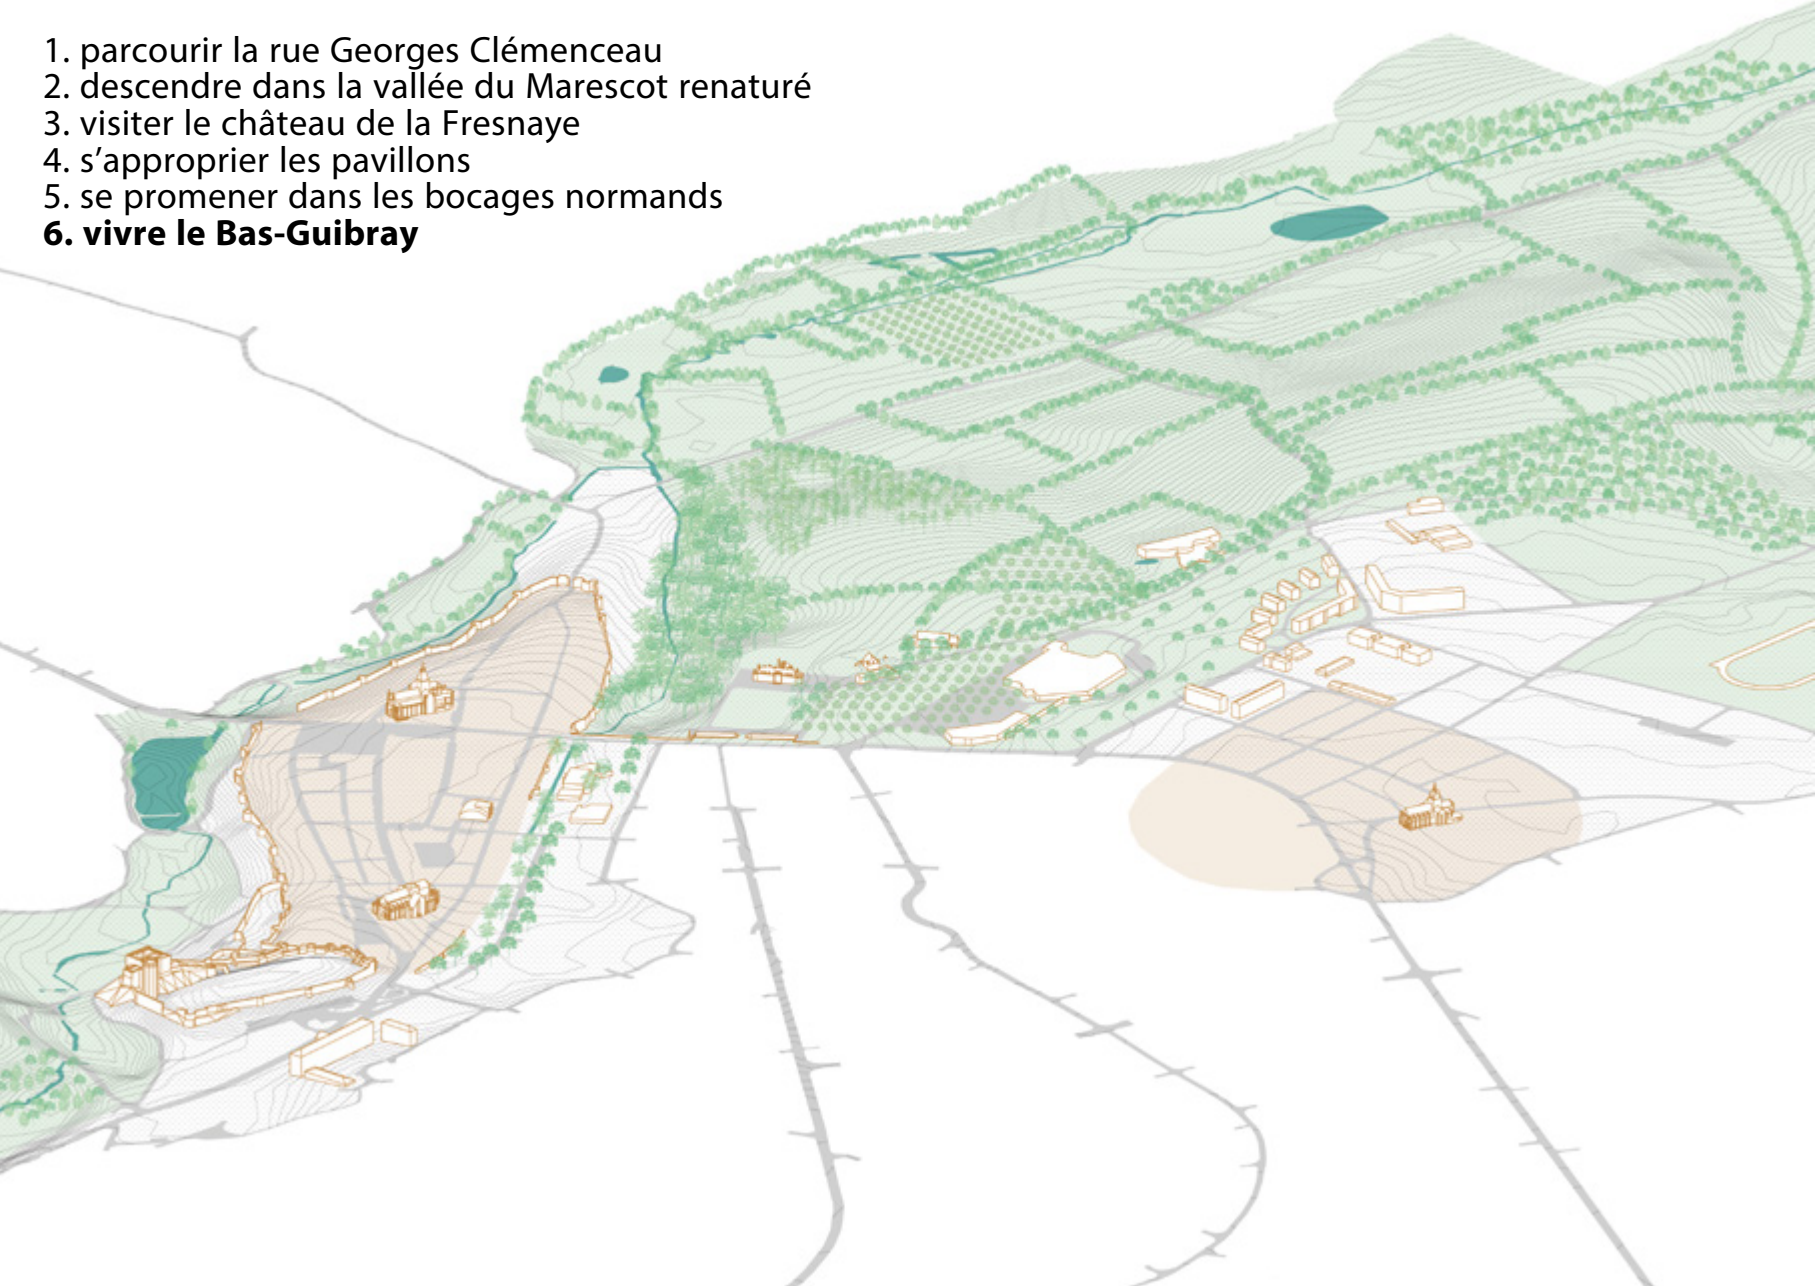 1. parcourir la rue Georges Clémenceau
2. descendre dans la vallée du Marescot renaturé
3. visiter le château de la Fresnaye
4. s’approprier les pavillons
5. se promener dans les bocages normands
6. vivre le Bas-Guibray